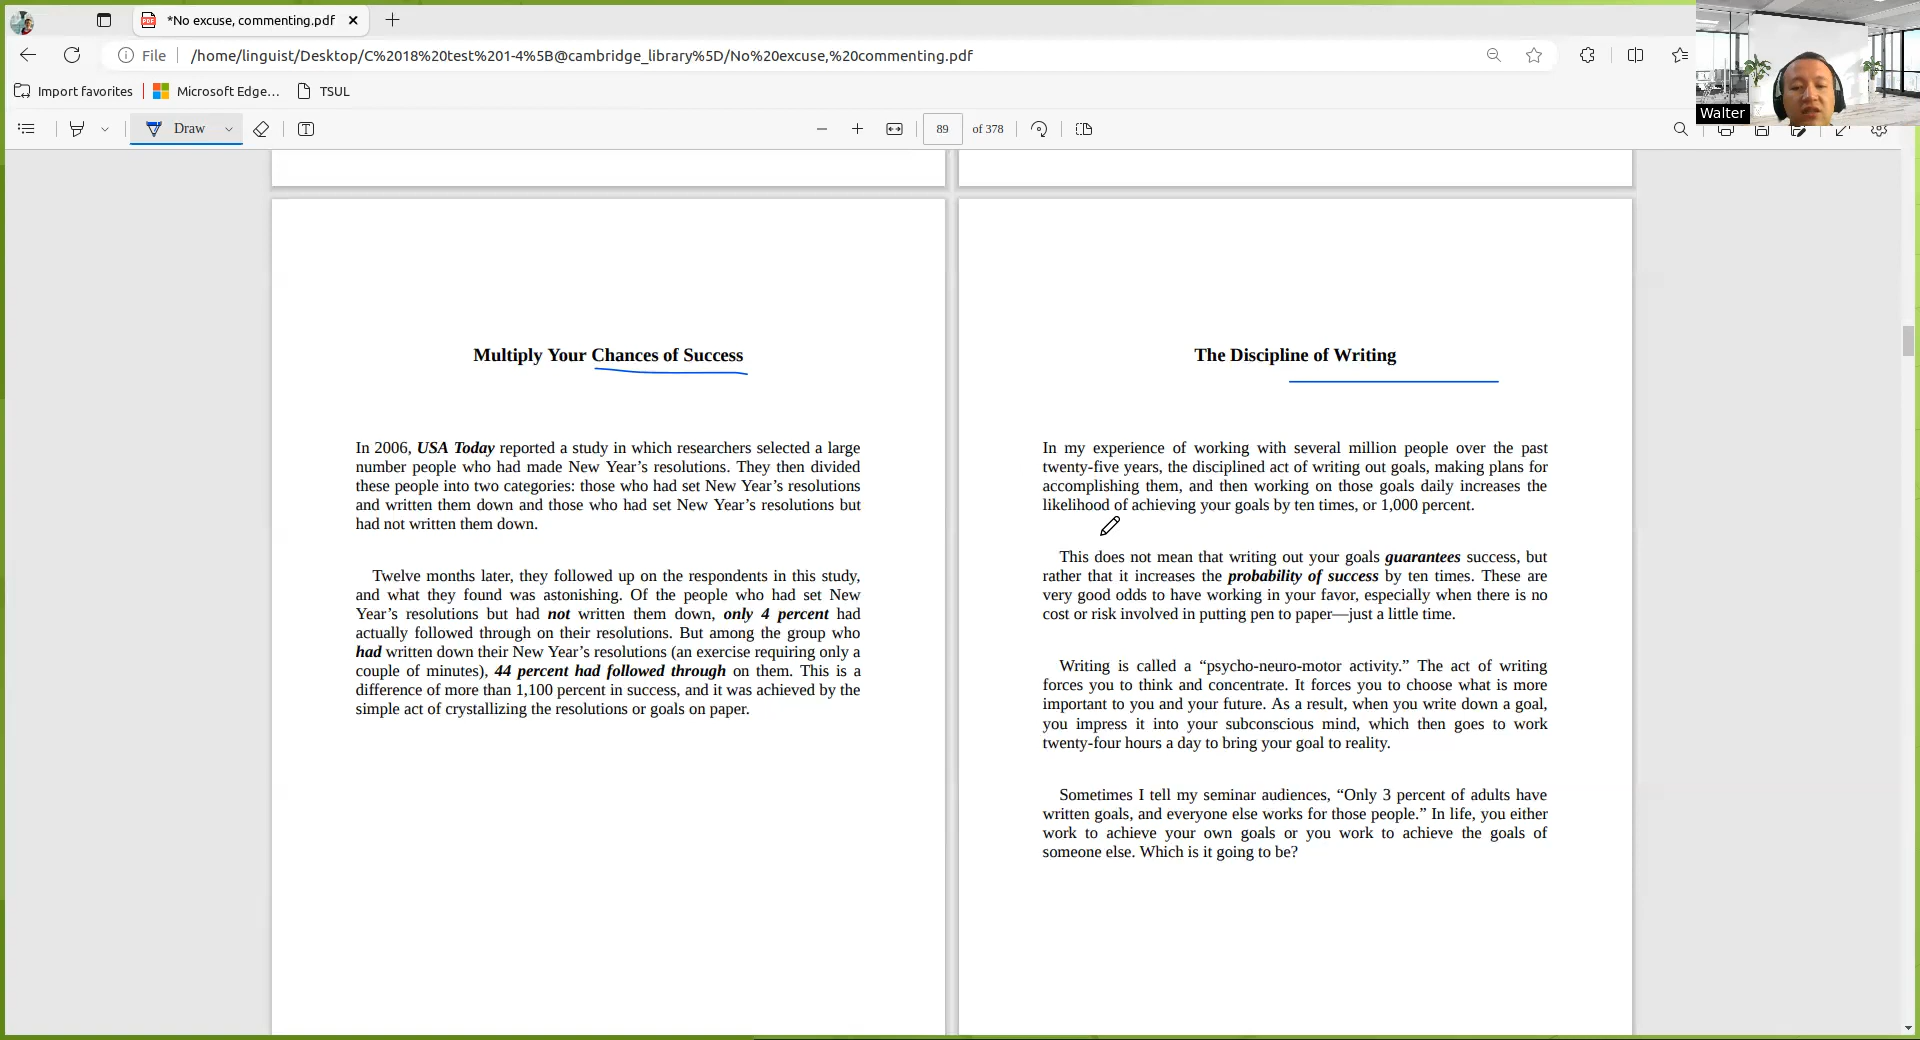 *No excuse, commenting.pdf
File
/home/linguist/Desktop/C%2018%20test%201-4%5B@cambridge_library%5D/No%20excuse,%20commenting.pdf
Import favorites
Microsoft Edge...
TSUL
Draw
89
of 378
Walter
Multiply Your Chances of Success
In 2006, USA Today reported a study in which researchers selected a large
number people who had made New Year’s resolutions. They then divided
these people into two categories: those who had set New Year’s resolutions
and written them down and those who had set New Year’s resolutions but
had not written them down.
Twelve months later, they followed up on the respondents in this study,
and what they found was astonishing. Of the people who had set New
Year’s resolutions but had not written them down, only 4 percent had
actually followed through on their resolutions. But among the group who
had written down their New Year’s resolutions (an exercise requiring only a
couple of minutes), 44 percent had followed through on them. This is a
difference of more than 1,100 percent in success, and it was achieved by the
simple act of crystallizing the resolutions or goals on paper.
The Discipline of Writing
In my experience of working with several million people over the past
twenty-five years, the disciplined act of writing out goals, making plans for
accomplishing them, and then working on those goals daily increases the
likelihood of achieving your goals by ten times, or 1,000 percent.
This does not mean that writing out your goals guarantees success, but
rather that it increases the probability of success by ten times. These are
very good odds to have working in your favor, especially when there is no
cost or risk involved in putting pen to paper—just a little time.
Writing is called a “psycho-neuro-motor activity.” The act of writing
forces you to think and concentrate. It forces you to choose what is more
important to you and your future. As a result, when you write down a goal,
you impress it into your subconscious mind, which then goes to work
twenty-four hours a day to bring your goal to reality.
Sometimes I tell my seminar audiences, “Only 3 percent of adults have
written goals, and everyone else works for those people.” In life, you either
work to achieve your own goals or you work to achieve the goals of
someone else. Which is it going to be?